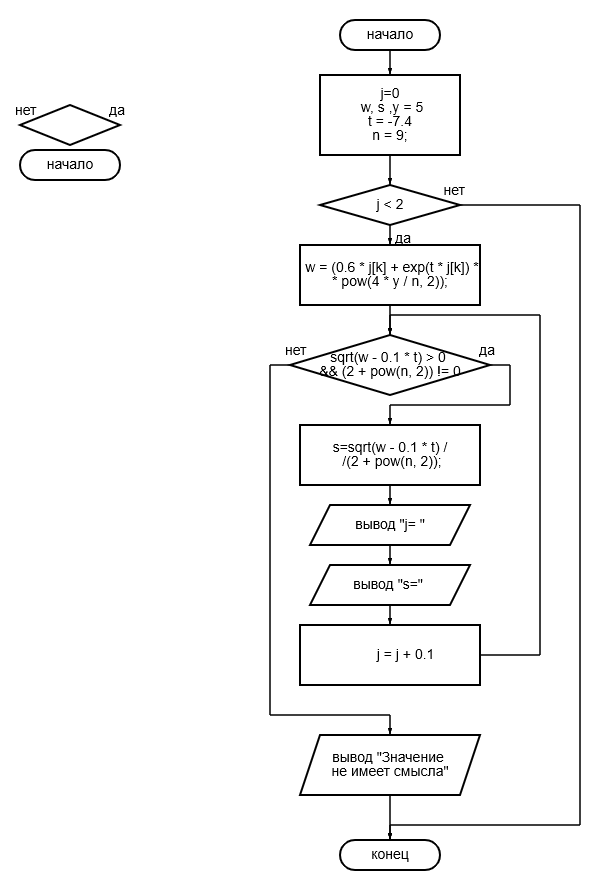 начало
j=0
w, s ,y = 5
t = -7.4
n = 9;
нет
да
начало
j < 2
нет
да
w = (0.6 * j[k] + exp(t * j[k]) *
* pow(4 * y / n, 2));
нет
да
sqrt(w - 0.1 * t) > 0
&& (2 + pow(n, 2)) != 0
s=sqrt(w - 0.1 * t) /
/(2 + pow(n, 2));
вывод "j= "
вывод "s="
j = j + 0.1
вывод "Значение
не имеет смысла"
конец